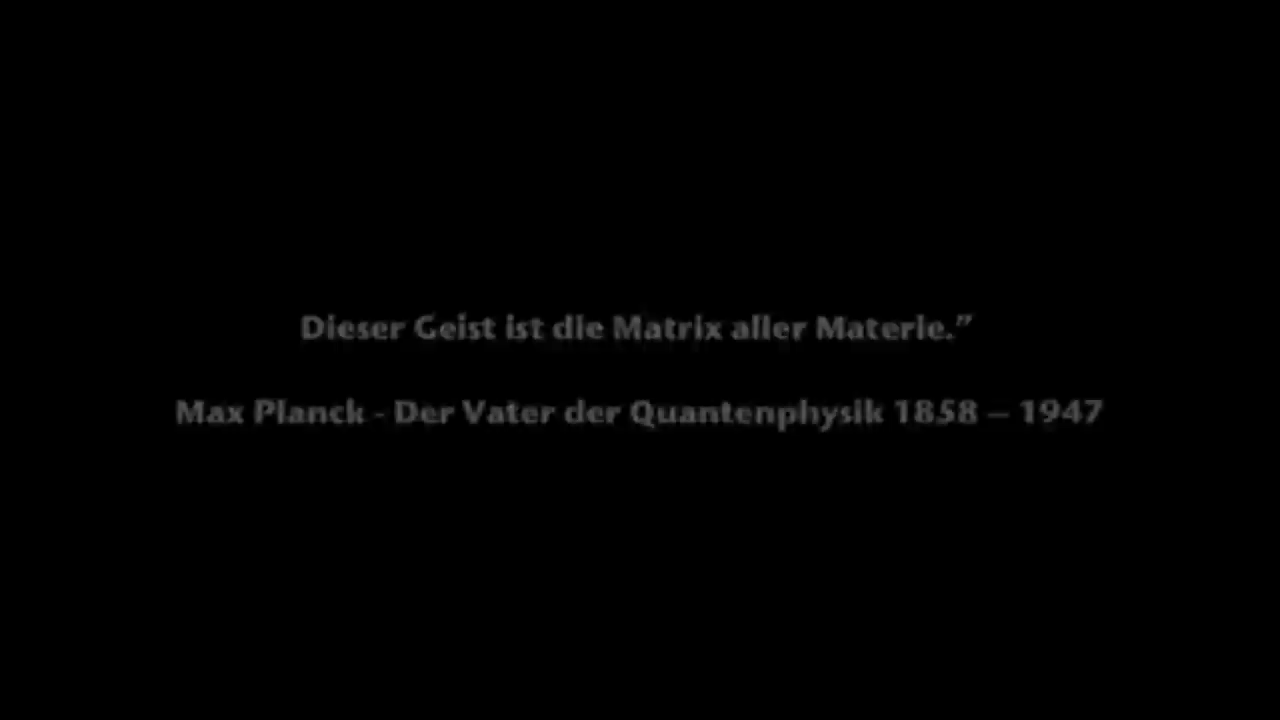 Dieser Geist ist die Matrix aller Materie.”
Max Planck - Der Vater der Quantenphysik 1858 – 1947